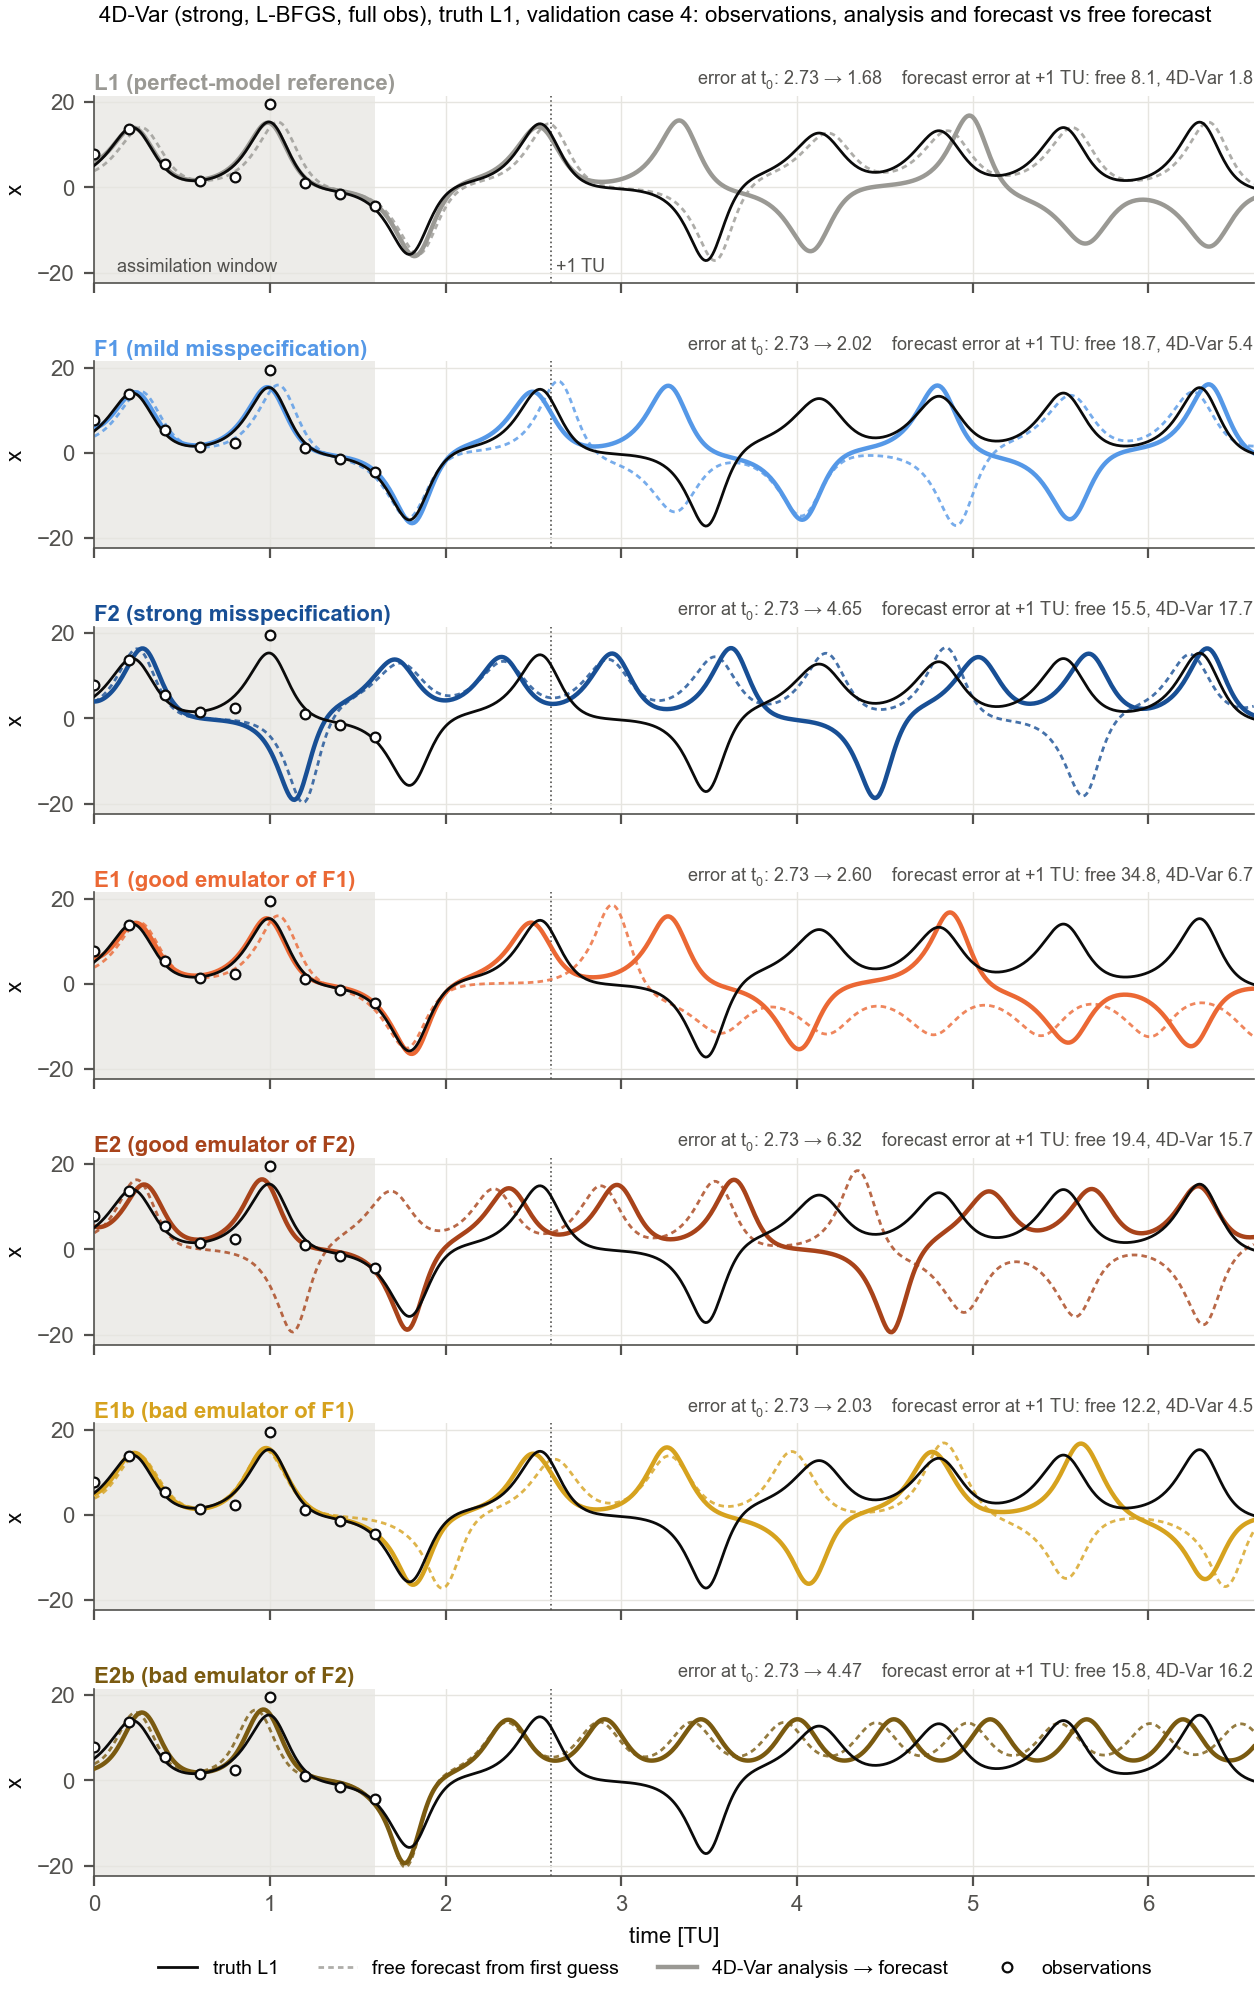 4D-Var (strong, L-BFGS, full obs), truth L1, validation case 4: observations, analysis and forecast vs free forecast
L1 (perfect-model reference)
error at t0: 2.73 → 1.68 forecast error at +1 TU: free 8.1, 4D-Var 1.8
20
0
−20
x
assimilation window
+1 TU
F1 (mild misspecification)
error at t0: 2.73 → 2.02 forecast error at +1 TU: free 18.7, 4D-Var 5.4
20
0
−20
x
F2 (strong misspecification)
error at t0: 2.73 → 4.65 forecast error at +1 TU: free 15.5, 4D-Var 17.7
20
0
−20
x
E1 (good emulator of F1)
error at t0: 2.73 → 2.60 forecast error at +1 TU: free 34.8, 4D-Var 6.7
20
0
−20
x
E2 (good emulator of F2)
error at t0: 2.73 → 6.32 forecast error at +1 TU: free 19.4, 4D-Var 15.7
20
0
−20
x
E1b (bad emulator of F1)
error at t0: 2.73 → 2.03 forecast error at +1 TU: free 12.2, 4D-Var 4.5
20
0
−20
x
E2b (bad emulator of F2)
error at t0: 2.73 → 4.47 forecast error at +1 TU: free 15.8, 4D-Var 16.2
20
0
−20
x
0 1 2 3 4 5 6
time [TU]
truth L1 free forecast from first guess 4D-Var analysis → forecast observations